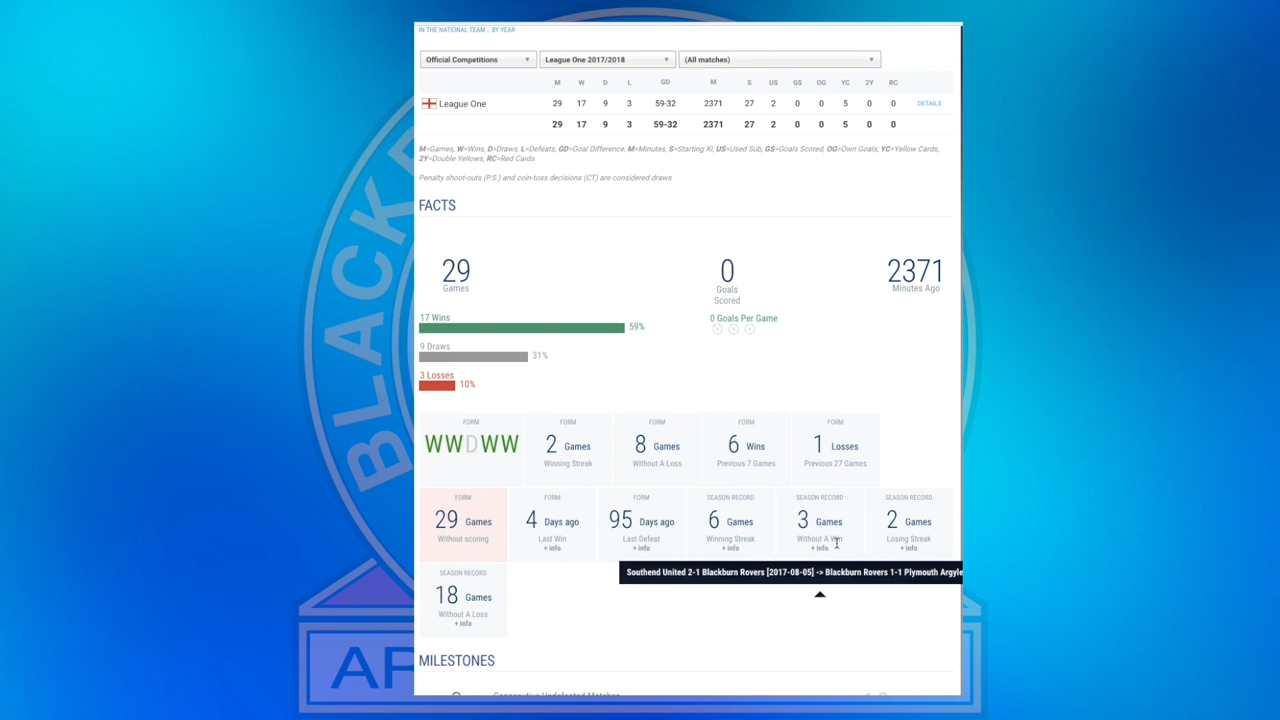 IN THE NATIONAL TEAM :: BY YEAR
Official Competitions League One 2017/2018 (All matches)
M W D L GD M S US GS OG YC 2Y RC
League One 29 17 9 3 59-32 2371 27 2 0 0 5 0 0 DETAILS
29 17 9 3 59-32 2371 27 2 0 0 5 0 0
M=Games, W=Wins, D=Draws, L=Defeats, GD=Goal Difference, M=Minutes, S=Starting XI, US=Used Sub, GS=Goals Scored, OG=Own Goals, YC=Yellow Cards,
2Y=Double Yellows, RC=Red Cards
Penalty shoot-outs (P.S.) and coin-toss decisions (CT) are considered draws
FACTS
29 0 2371
Games Goals Minutes Ago
Scored
17 Wins 0 Goals Per Game
59%
9 Draws
31%
3 Losses
10%
FORM FORM FORM FORM FORM
WWDWW 2 Games 8 Games 6 Wins 1 Losses
Winning Streak Without A Loss Previous 7 Games Previous 27 Games
FORM FORM FORM SEASON RECORD SEASON RECORD SEASON RECORD
29 Games 4 Days ago 95 Days ago 6 Games 3 Games 2 Games
Without scoring Last Win Last Defeat Winning Streak Without A Win Losing Streak
+ info + info + info + info + info
Southend United 2-1 Blackburn Rovers [2017-08-05] -> Blackburn Rovers 1-1 Plymouth Argyle
SEASON RECORD
18 Games
Without A Loss
+ info
MILESTONES
Consecutive Undefeated Matches
BLACK
AR